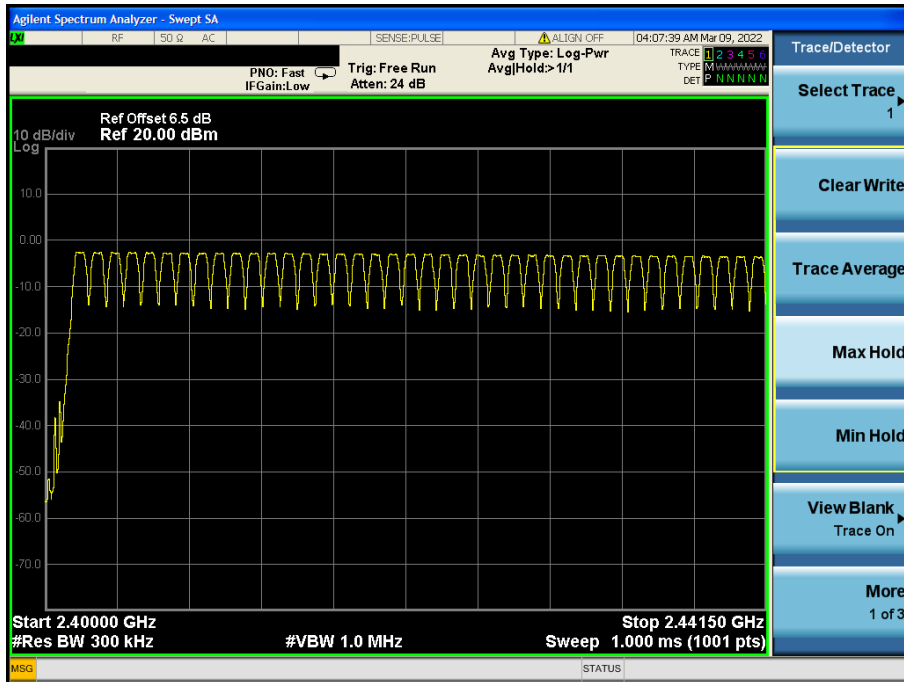 Agilent Spectrum Analyzer - Swept SA
LXI RF 50 Ω AC SENSE:PULSE ALIGN OFF 04:07:39 AM Mar 09, 2022
PNO: Fast
IFGain:Low
Trig: Free Run
Atten: 24 dB
Avg Type: Log-Pwr
Avg|Hold:>1/1
TRACE 1 2 3 4 5 6
TYPE M W W W W W
DET P N N N N N
Ref Offset 6.5 dB
10 dB/div Ref 20.00 dBm
Log
10.0
0.00
-10.0
-20.0
-30.0
-40.0
-50.0
-60.0
-70.0
Start 2.40000 GHz Stop 2.44150 GHz
#Res BW 300 kHz #VBW 1.0 MHz Sweep 1.000 ms (1001 pts)
MSG STATUS
Trace/Detector
Select Trace
1
Clear Write
Trace Average
Max Hold
Min Hold
View Blank
Trace On
More
1 of 3